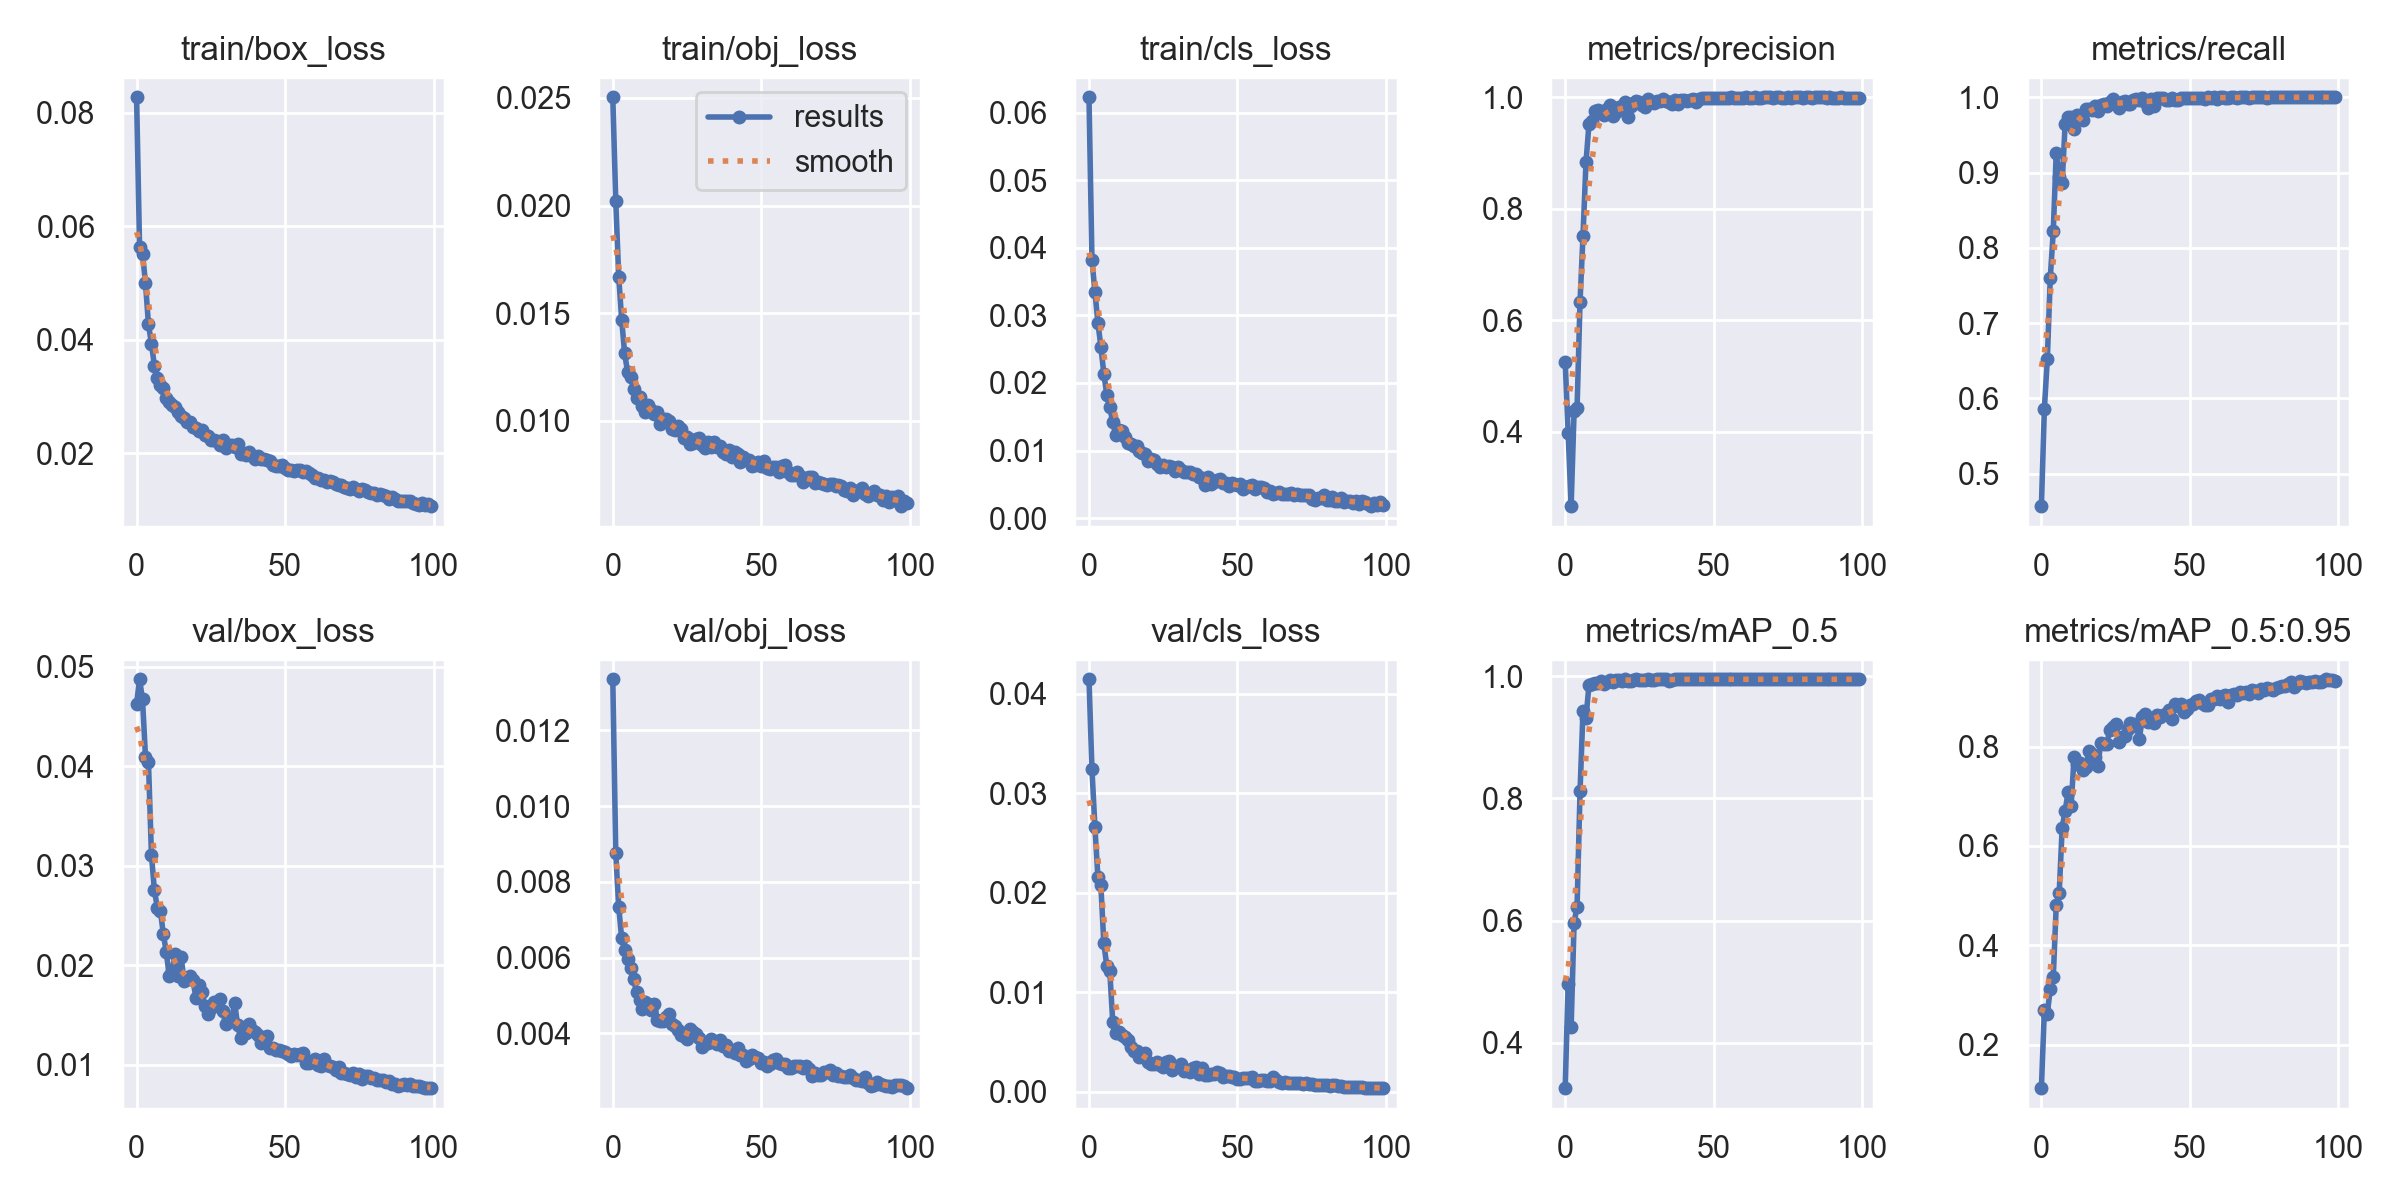 train/box_loss
0.08
0.06
0.04
0.02
0 50 100
train/obj_loss
results
smooth
0.025
0.020
0.015
0.010
0 50 100
train/cls_loss
0.06
0.05
0.04
0.03
0.02
0.01
0.00
0 50 100
metrics/precision
1.0
0.8
0.6
0.4
0 50 100
metrics/recall
1.0
0.9
0.8
0.7
0.6
0.5
0 50 100
val/box_loss
0.05
0.04
0.03
0.02
0.01
0 50 100
val/obj_loss
0.012
0.010
0.008
0.006
0.004
0 50 100
val/cls_loss
0.04
0.03
0.02
0.01
0.00
0 50 100
metrics/mAP_0.5
1.0
0.8
0.6
0.4
0 50 100
metrics/mAP_0.5:0.95
0.8
0.6
0.4
0.2
0 50 100